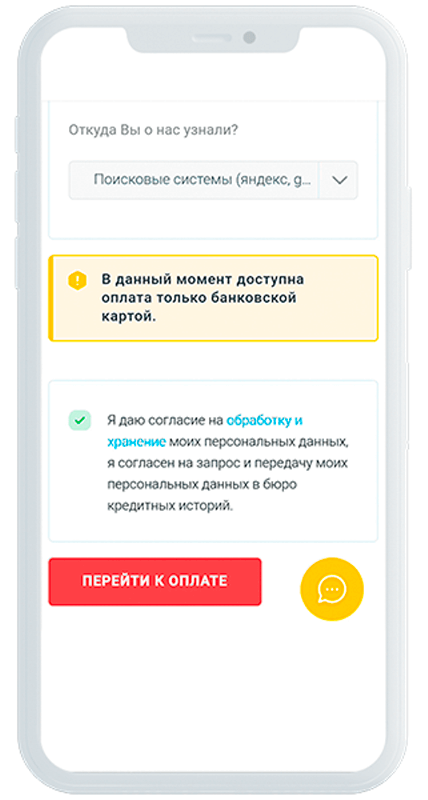 Откуда Вы о нас узнали?
Поисковые системы (яндекс, g...
В данный момент доступна
оплата только банковской
картой.
Я даю согласие на обработку и
хранение моих персональных данных,
я согласен на запрос и передачу моих
персональных данных в бюро
кредитных историй.
ПЕРЕЙТИ К ОПЛАТЕ